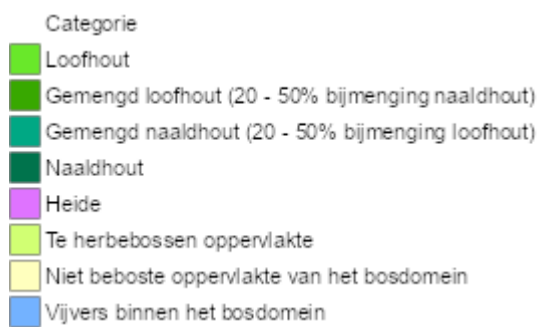 Categorie
Loofhout
Gemengd loofhout (20 - 50% bijmenging naaldhout)
Gemengd naaldhout (20 - 50% bijmenging loofhout)
Naaldhout
Heide
Te herbebossen oppervlakte
Niet beboste oppervlakte van het bosdomein
Vijvers binnen het bosdomein